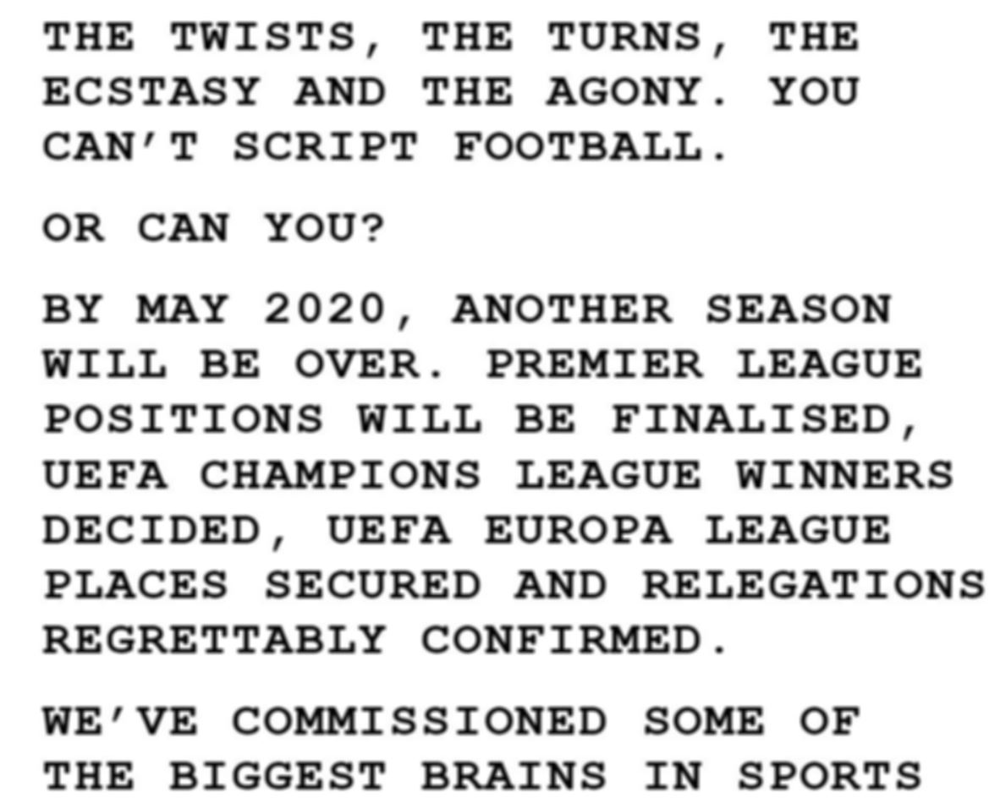 THE TWISTS, THE TURNS, THE
ECSTASY AND THE AGONY. YOU
CAN'T SCRIPT FOOTBALL.
OR CAN YOU?
BY MAY 2020, ANOTHER SEASON
WILL BE OVER. PREMIER LEAGUE
POSITIONS WILL BE FINALISED,
UEFA CHAMPIONS LEAGUE WINNERS
DECIDED, UEFA EUROPA LEAGUE
PLACES SECURED AND RELEGATIONS
REGRETTABLY CONFIRMED.
WE'VE COMMISSIONED SOME OF
THE BIGGEST BRAINS IN SPORTS